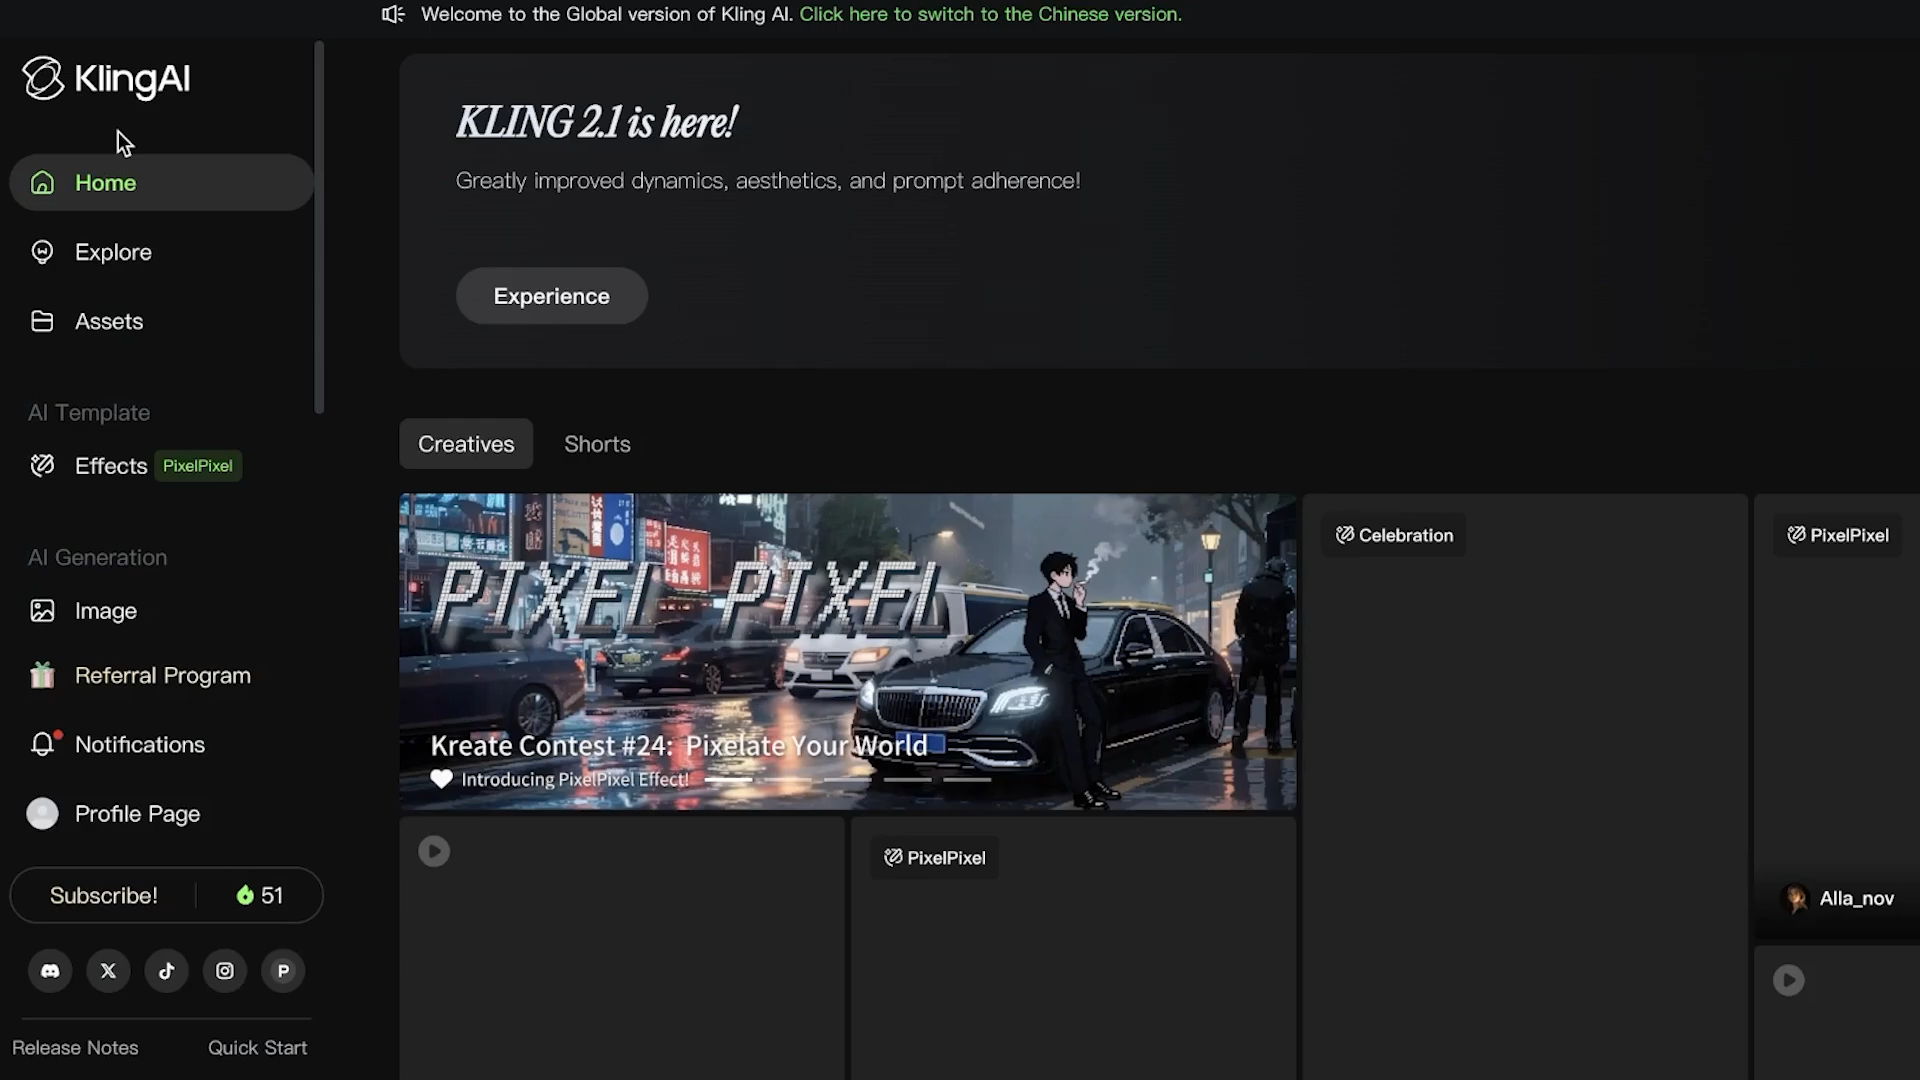 Welcome to the Global version of Kling AI. Click here to switch to the Chinese version.
KlingAI
Home
Explore
Assets
AI Template
Effects PixelPixel
AI Generation
Image
Referral Program
Notifications
Profile Page
Subscribe! 51
P
Release Notes Quick Start
KLING 2.1 is here!
Greatly improved dynamics, aesthetics, and prompt adherence!
Experience
Creatives Shorts
PIXEL PIXEL
Kreate Contest #24: Pixelate Your World
Introducing PixelPixel Effect!
Celebration
PixelPixel
Alla_nov
PixelPixel